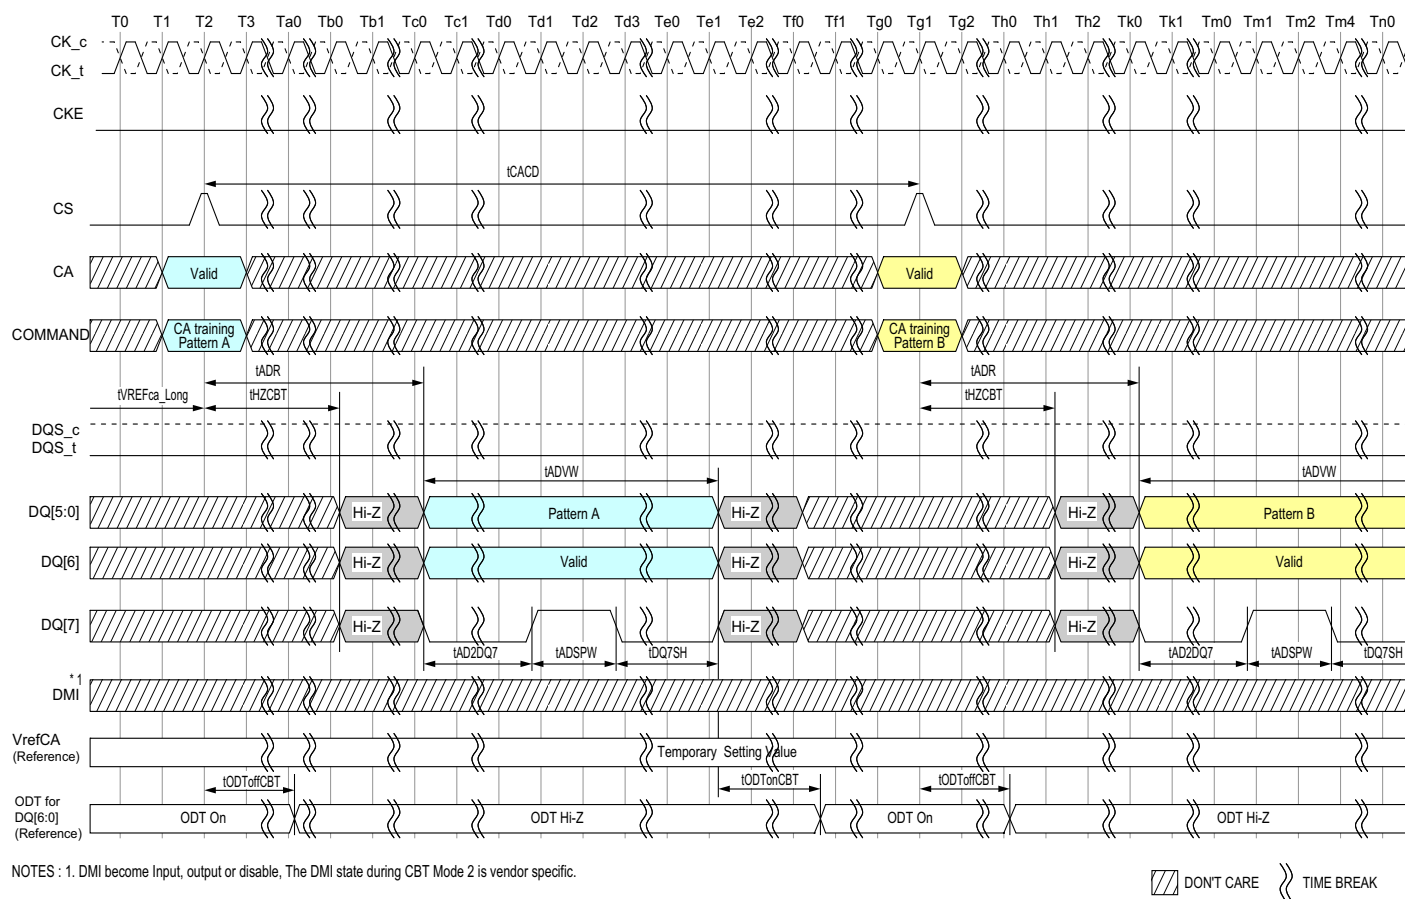 T0 T1 T2 T3 Ta0 Tb0 Tb1 Tc0 Tc1 Td0 Td1 Td2 Td3 Te0 Te1 Te2 Tf0 Tf1 Tg0 Tg1 Tg2 Th0 Th1 Th2 Tk0 Tk1 Tm0 Tm1 Tm2 Tm4 Tn0
CK_c
CK_t
CKE
tCACD
CS
CA Valid Valid
COMMAND CA training Pattern A CA training Pattern B
tADR tADR
tVREFca_Long tHZCBT tHZCBT
DQS_c
DQS_t
tADVW tADVW
DQ[5:0] Hi-Z Pattern A Hi-Z Hi-Z Pattern B
DQ[6] Hi-Z Valid Hi-Z Hi-Z Valid
DQ[7] Hi-Z Hi-Z Hi-Z
tAD2DQ7 tADSPW tDQ7SH tAD2DQ7 tADSPW tDQ7SH
*1
DMI
VrefCA
(Reference)
Temporary Setting Value
tODToffCBT tODTonCBT tODToffCBT
ODT for
DQ[6:0]
(Reference)
ODT On ODT Hi-Z ODT On ODT Hi-Z
NOTES : 1. DMI become Input, output or disable, The DMI state during CBT Mode 2 is vendor specific.
DON'T CARE TIME BREAK